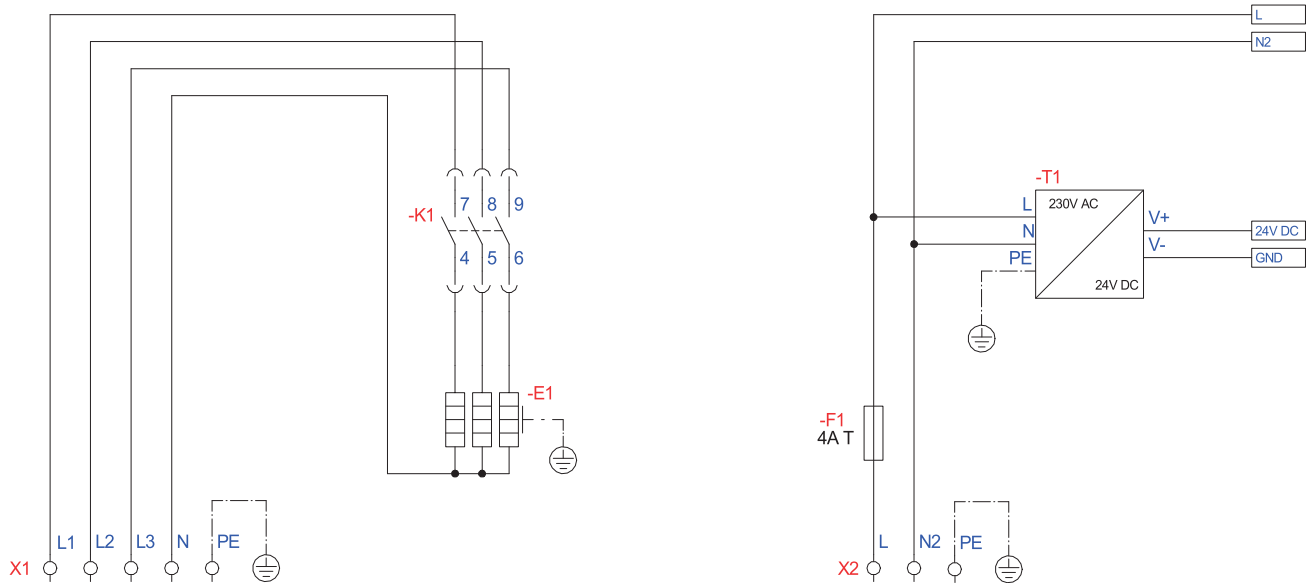 L
N2
-T1
230V AC
L
N
PE
V+
V-
24V DC
24V DC
GND
-K1
7 8 9
4 5 6
-E1
-F1
4A T
X1 L1 L2 L3 N PE
X2 L N2 PE